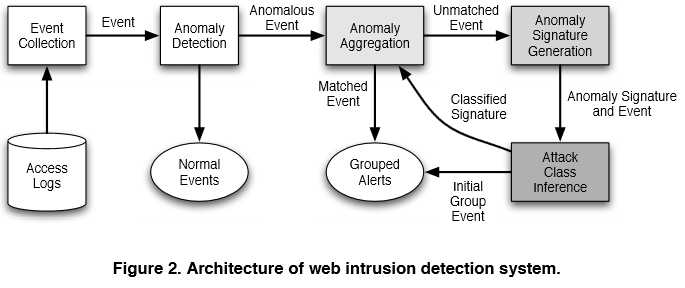 Event
Collection
Event
Anomaly
Detection
Anomalous
Event
Anomaly
Aggregation
Unmatched
Event
Anomaly
Signature
Generation
Matched
Event
Classified
Signature
Anomaly Signature
and Event
Access
Logs
Normal
Events
Grouped
Alerts
Initial
Group
Event
Attack
Class
Inference
Figure 2. Architecture of web intrusion detection system.